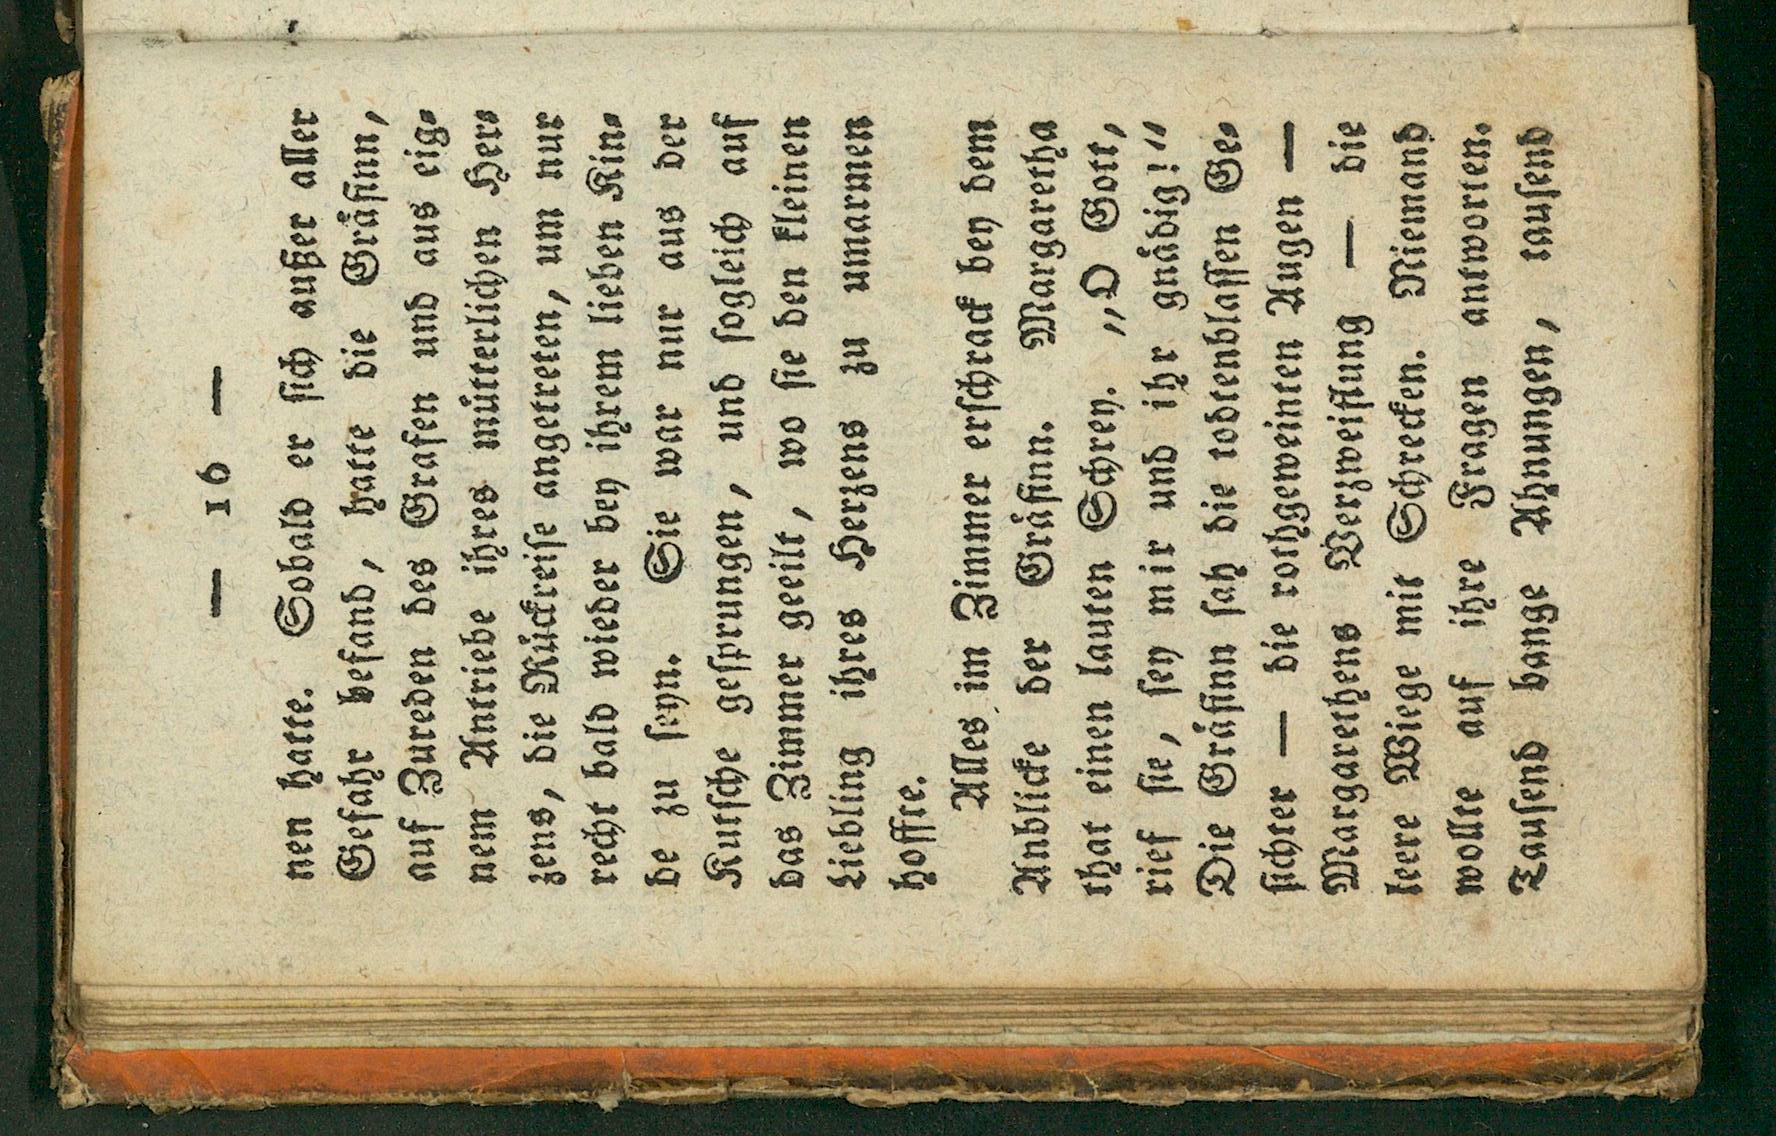 — 16 —
nen hatte. Sobald er ſich außer aller
Gefahr befand, hatte die Gräfinn,
auf Zureden des Grafen und aus eig-
nem Antriebe ihres mütterlichen Her-
zens, die Rückreiſe angetreten, um nur
recht bald wieder bey ihrem lieben Kin-
de zu ſeyn. Sie war nur aus der
Kutſche geſprungen, und ſogleich auf
das Zimmer geeilt, wo ſie den kleinen
Liebling ihres Herzens zu umarmen
hoffte.
Alles im Zimmer erſchrack bey dem
Anblicke der Gräfinn. Margaretha
that einen lauten Schrey. „O Gott,
rief ſie, ſey mir und ihr gnädig!“
Die Gräfinn ſah die todtenblaſſen Ge-
ſichter — die rothgeweinten Augen —
Margarethens Verzweiflung — die
leere Wiege mit Schrecken. Niemand
wollte auf ihre Fragen antworten.
Tauſend bange Ahnungen, tauſend